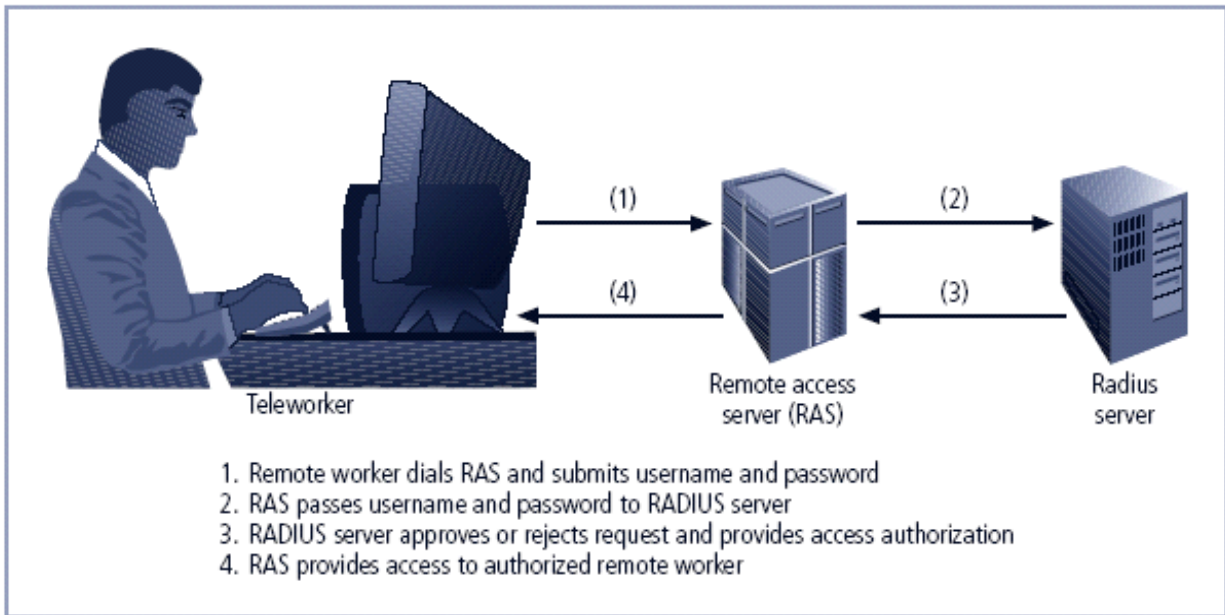 (1)
(2)
(4)
(3)
Teleworker
Remote access
server (RAS)
Radius
server
1. Remote worker dials RAS and submits username and password
2. RAS passes username and password to RADIUS server
3. RADIUS server approves or rejects request and provides access authorization
4. RAS provides access to authorized remote worker